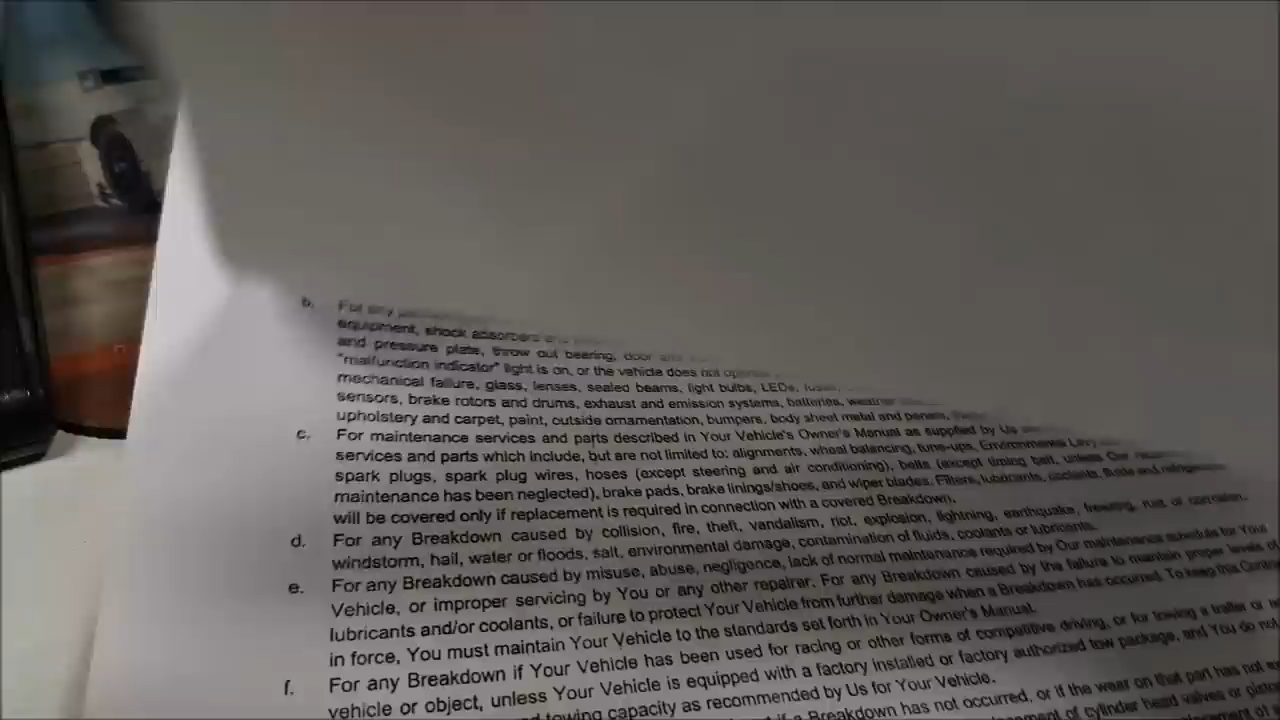 b. For any
equipment, shock absorbers
and pressure plate, throw out bearing, door
"malfunction indicator" light is on, or the vehicle does not
mechanical failure, glass, lenses, sealed beams, light bulbs, LEDs,
sensors, brake rotors and drums, exhaust and emission systems, batteries, weather
upholstery and carpet, paint, outside ornamentation, bumpers, body sheet metal and panels,
c. For maintenance services and parts described in Your Vehicle's Owner's Manual as supplied by Us
services and parts which include, but are not limited to: alignments, wheel balancing, tune-ups, Environmental Levy
spark plugs, spark plug wires, hoses (except steering and air conditioning), belts (except timing belt, unless Our
maintenance has been neglected), brake pads, brake linings/shoes, and wiper blades. Filters, lubricants, coolants, fluids and
will be covered only if replacement is required in connection with a covered Breakdown.
d. For any Breakdown caused by collision, fire, theft, vandalism, riot, explosion, lightning, earthquake, freezing, rust or corrosion,
windstorm, hail, water or floods, salt, environmental damage, contamination of fluids, coolants or lubricants.
e. For any Breakdown caused by misuse, abuse, negligence, lack of normal maintenance required by Our maintenance schedule for Your
Vehicle, or improper servicing by You or any other repairer. For any Breakdown caused by the failure to maintain proper levels of
lubricants and/or coolants, or failure to protect Your Vehicle from further damage when a Breakdown has occurred. To keep this
in force, You must maintain Your Vehicle to the standards set forth in Your Owner's Manual.
f. For any Breakdown if Your Vehicle has been used for racing or other forms of competitive driving, or for towing a trailer or
vehicle or object, unless Your Vehicle is equipped with a factory installed or factory authorized tow package, and You do not
towing capacity as recommended by Us for Your Vehicle.
if a Breakdown has not occurred, or if the wear on that part has not
of cylinder head valves or